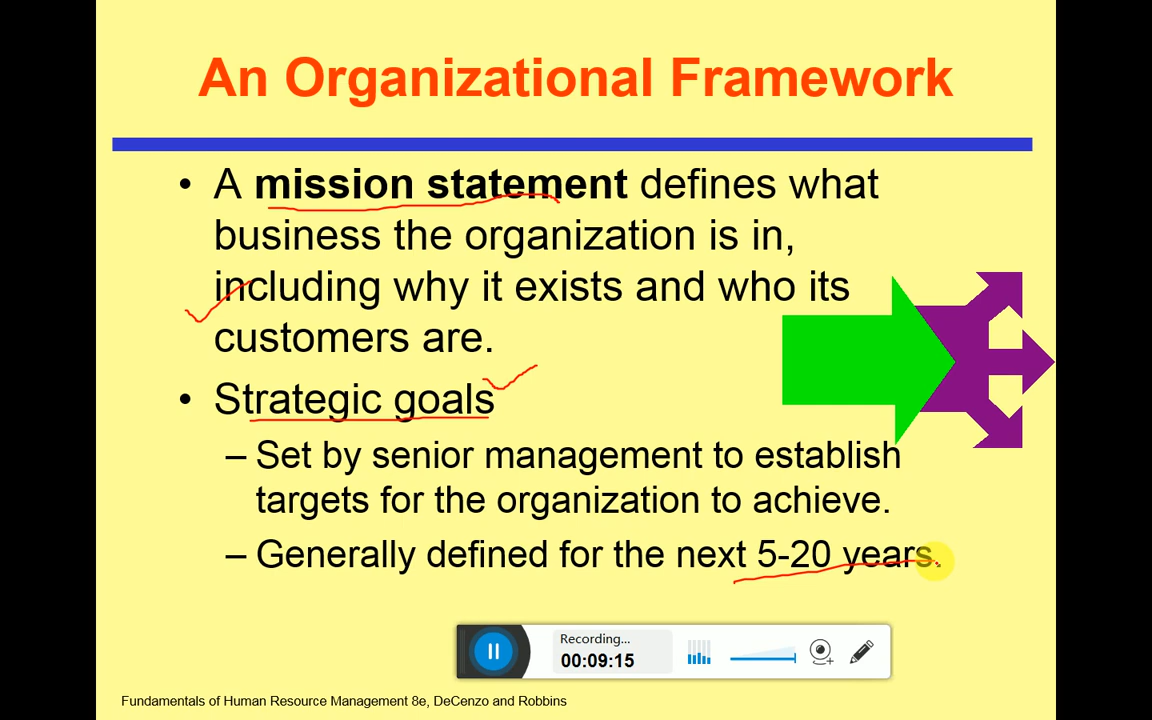 An Organizational Framework
• A mission statement defines what
business the organization is in,
including why it exists and who its
customers are.
• Strategic goals
– Set by senior management to establish
targets for the organization to achieve.
– Generally defined for the next 5-20 years.
Recording...
00:09:15
Fundamentals of Human Resource Management 8e, DeCenzo and Robbins